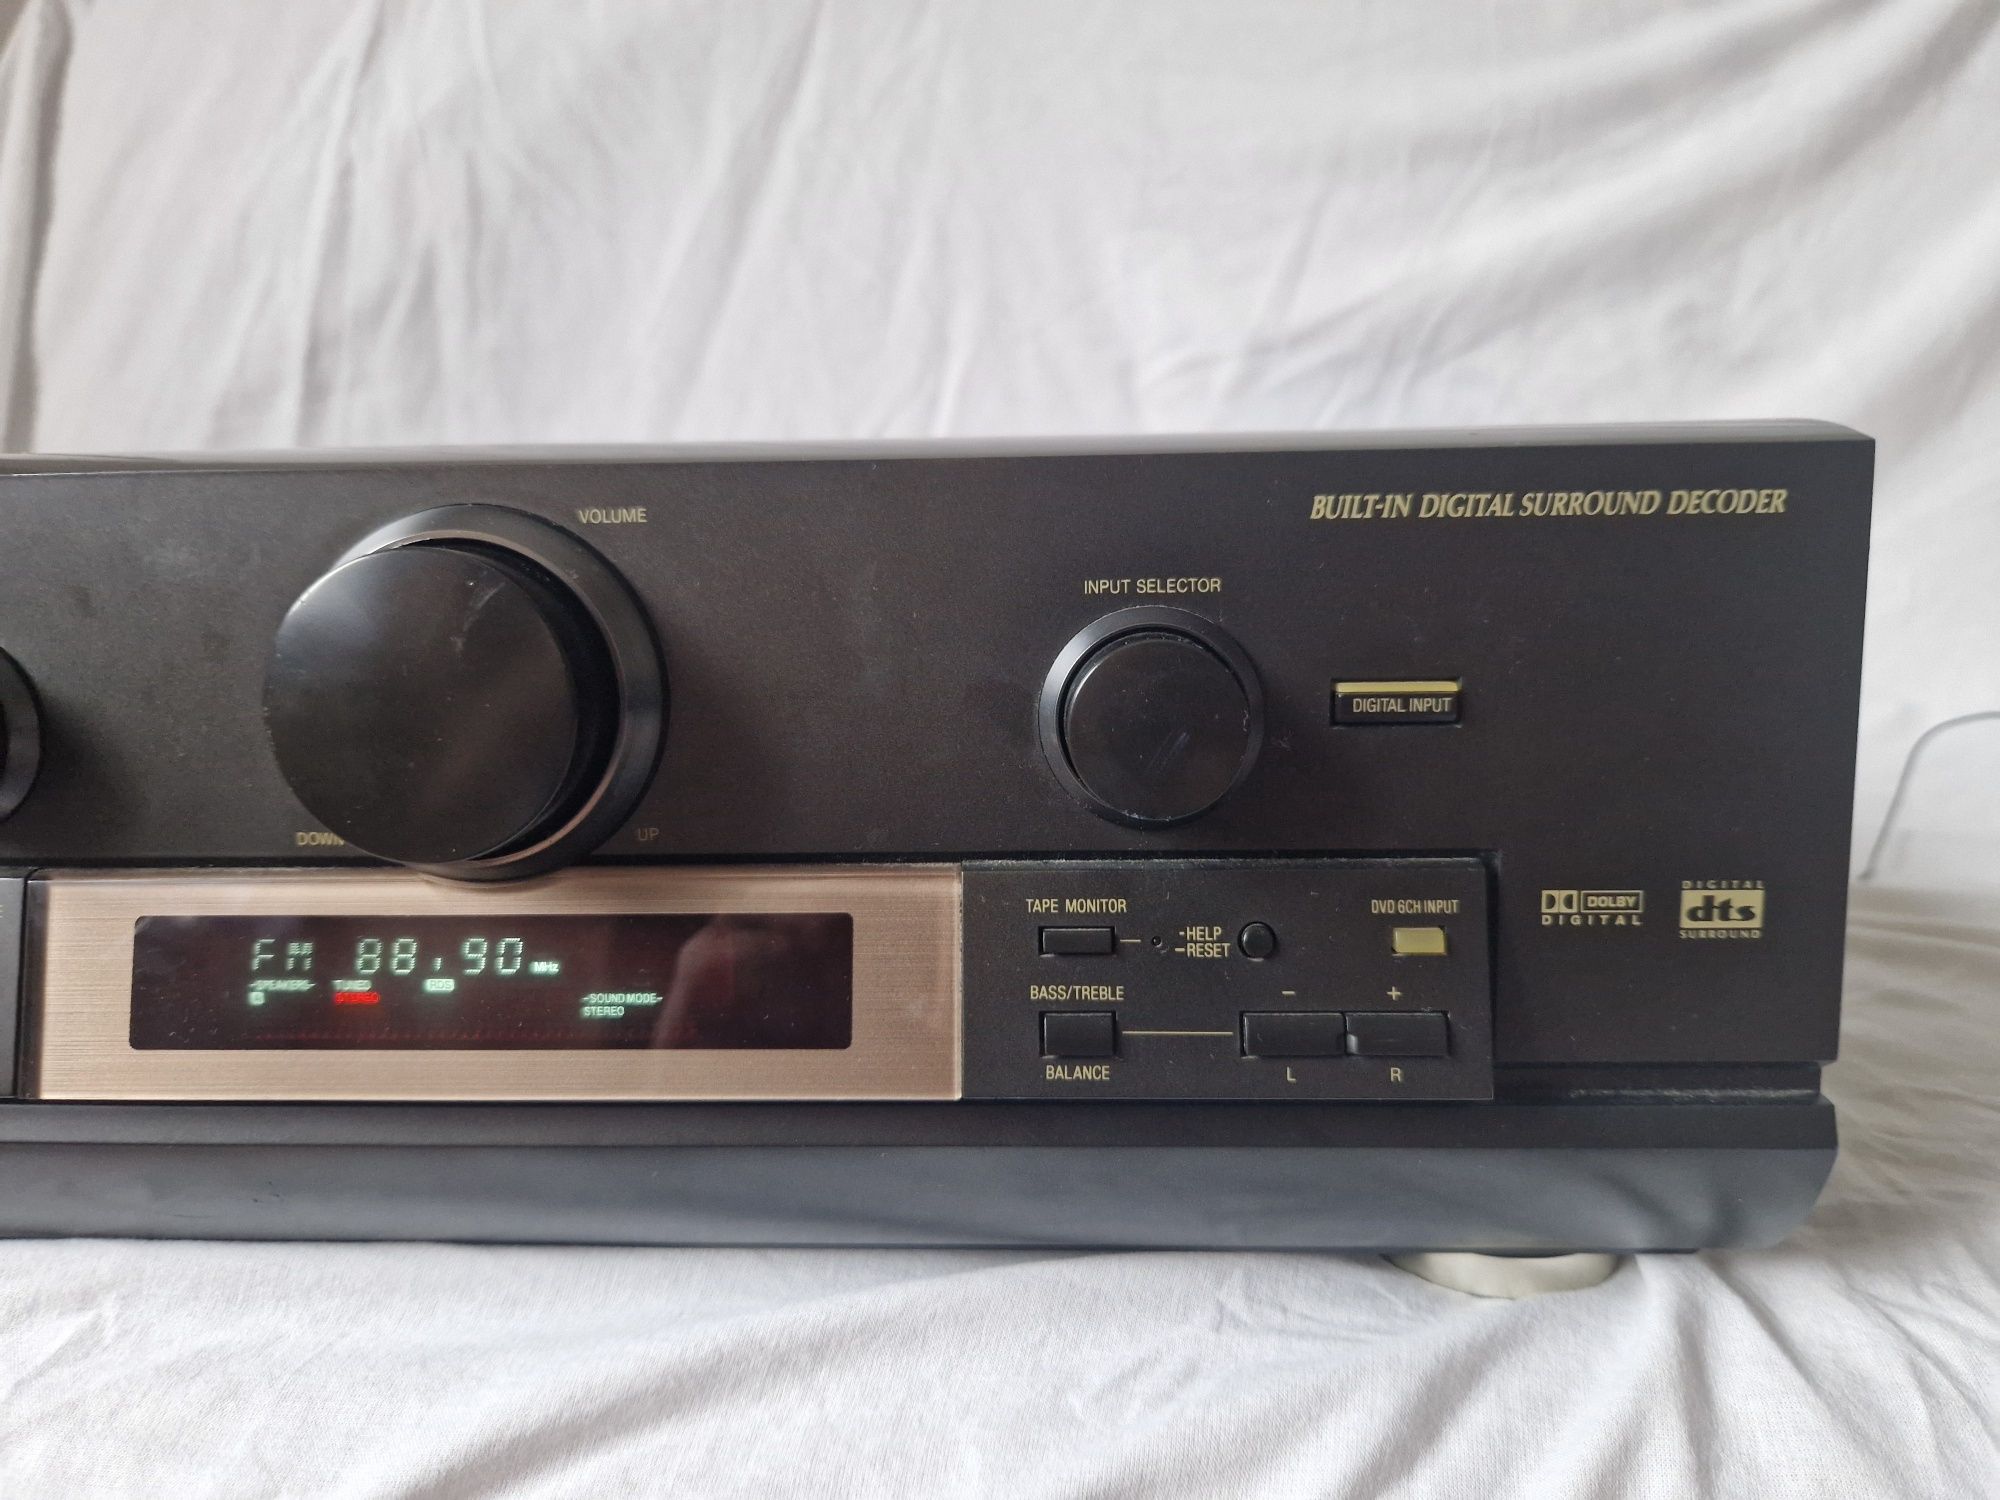 VOLUME
BUILT-IN DIGITAL SURROUND DECODER
INPUT SELECTOR
DIGITAL INPUT
DOWN
UP
FM 88.90 MHz
-SPEAKERS-
TUNED
STEREO
RDS
-SOUND MODE-
STEREO
TAPE MONITOR
-HELP
-RESET
DVD 6CH INPUT
BASS/TREBLE
- +
BALANCE
L R
DOLBY
DIGITAL
DIGITAL
dts
SURROUND